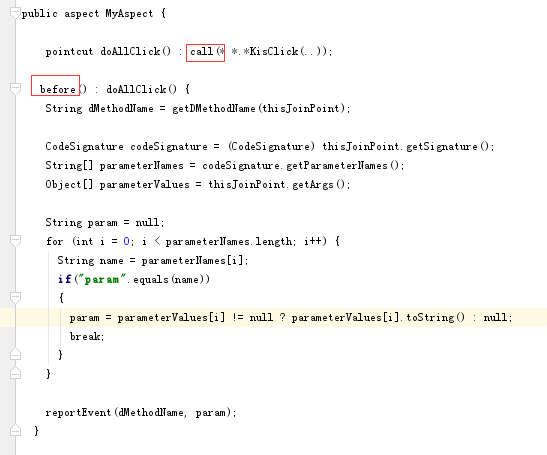 public aspect MyAspect {
pointcut doAllClick() : call(* *.*KisClick(..));
before() : doAllClick() {
String dMethodName = getDMethodName(thisJoinPoint);
CodeSignature codeSignature = (CodeSignature) thisJoinPoint.getSignature();
String[] parameterNames = codeSignature.getParameterNames();
Object[] parameterValues = thisJoinPoint.getArgs();
String param = null;
for (int i = 0; i < parameterNames.length; i++) {
String name = parameterNames[i];
if("param".equals(name))
{
param = parameterValues[i] != null ? parameterValues[i].toString() : null;
break;
}
}
reportEvent(dMethodName, param);
}